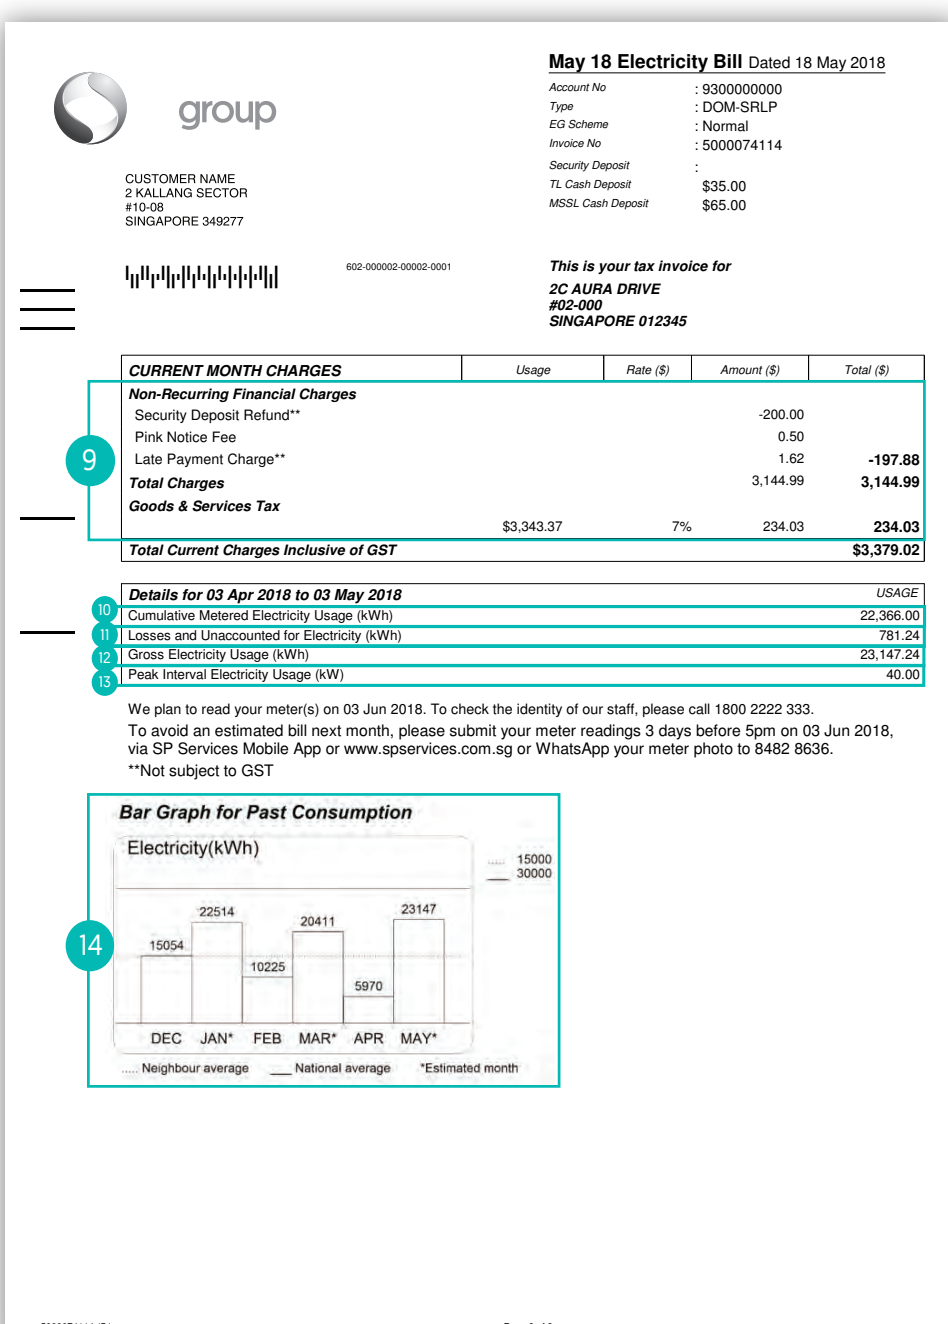 group
May 18 Electricity Bill Dated 18 May 2018
Account No : 9300000000
Type : DOM-SRLP
EG Scheme : Normal
Invoice No : 5000074114
Security Deposit :
TL Cash Deposit $35.00
MSSL Cash Deposit $65.00
CUSTOMER NAME
2 KALLANG SECTOR
#10-08
SINGAPORE 349277
602-000002-00002-0001
This is your tax invoice for
2C AURA DRIVE
#02-000
SINGAPORE 012345
CURRENT MONTH CHARGES Usage Rate ($) Amount ($) Total ($)
9
Non-Recurring Financial Charges
Security Deposit Refund** -200.00
Pink Notice Fee 0.50
Late Payment Charge** 1.62 -197.88
Total Charges 3,144.99 3,144.99
Goods & Services Tax
$3,343.37 7% 234.03 234.03
Total Current Charges Inclusive of GST $3,379.02
Details for 03 Apr 2018 to 03 May 2018 USAGE
10 Cumulative Metered Electricity Usage (kWh) 22,366.00
11 Losses and Unaccounted for Electricity (kWh) 781.24
12 Gross Electricity Usage (kWh) 23,147.24
13 Peak Interval Electricity Usage (kW) 40.00
We plan to read your meter(s) on 03 Jun 2018. To check the identity of our staff, please call 1800 2222 333.
To avoid an estimated bill next month, please submit your meter readings 3 days before 5pm on 03 Jun 2018,
via SP Services Mobile App or www.spservices.com.sg or WhatsApp your meter photo to 8482 8636.
**Not subject to GST
14
Bar Graph for Past Consumption
Electricity(kWh)
..... 15000
___ 30000
15054 22514 10225 20411 5970 23147
DEC JAN* FEB MAR* APR MAY*
..... Neighbour average ___ National average *Estimated month